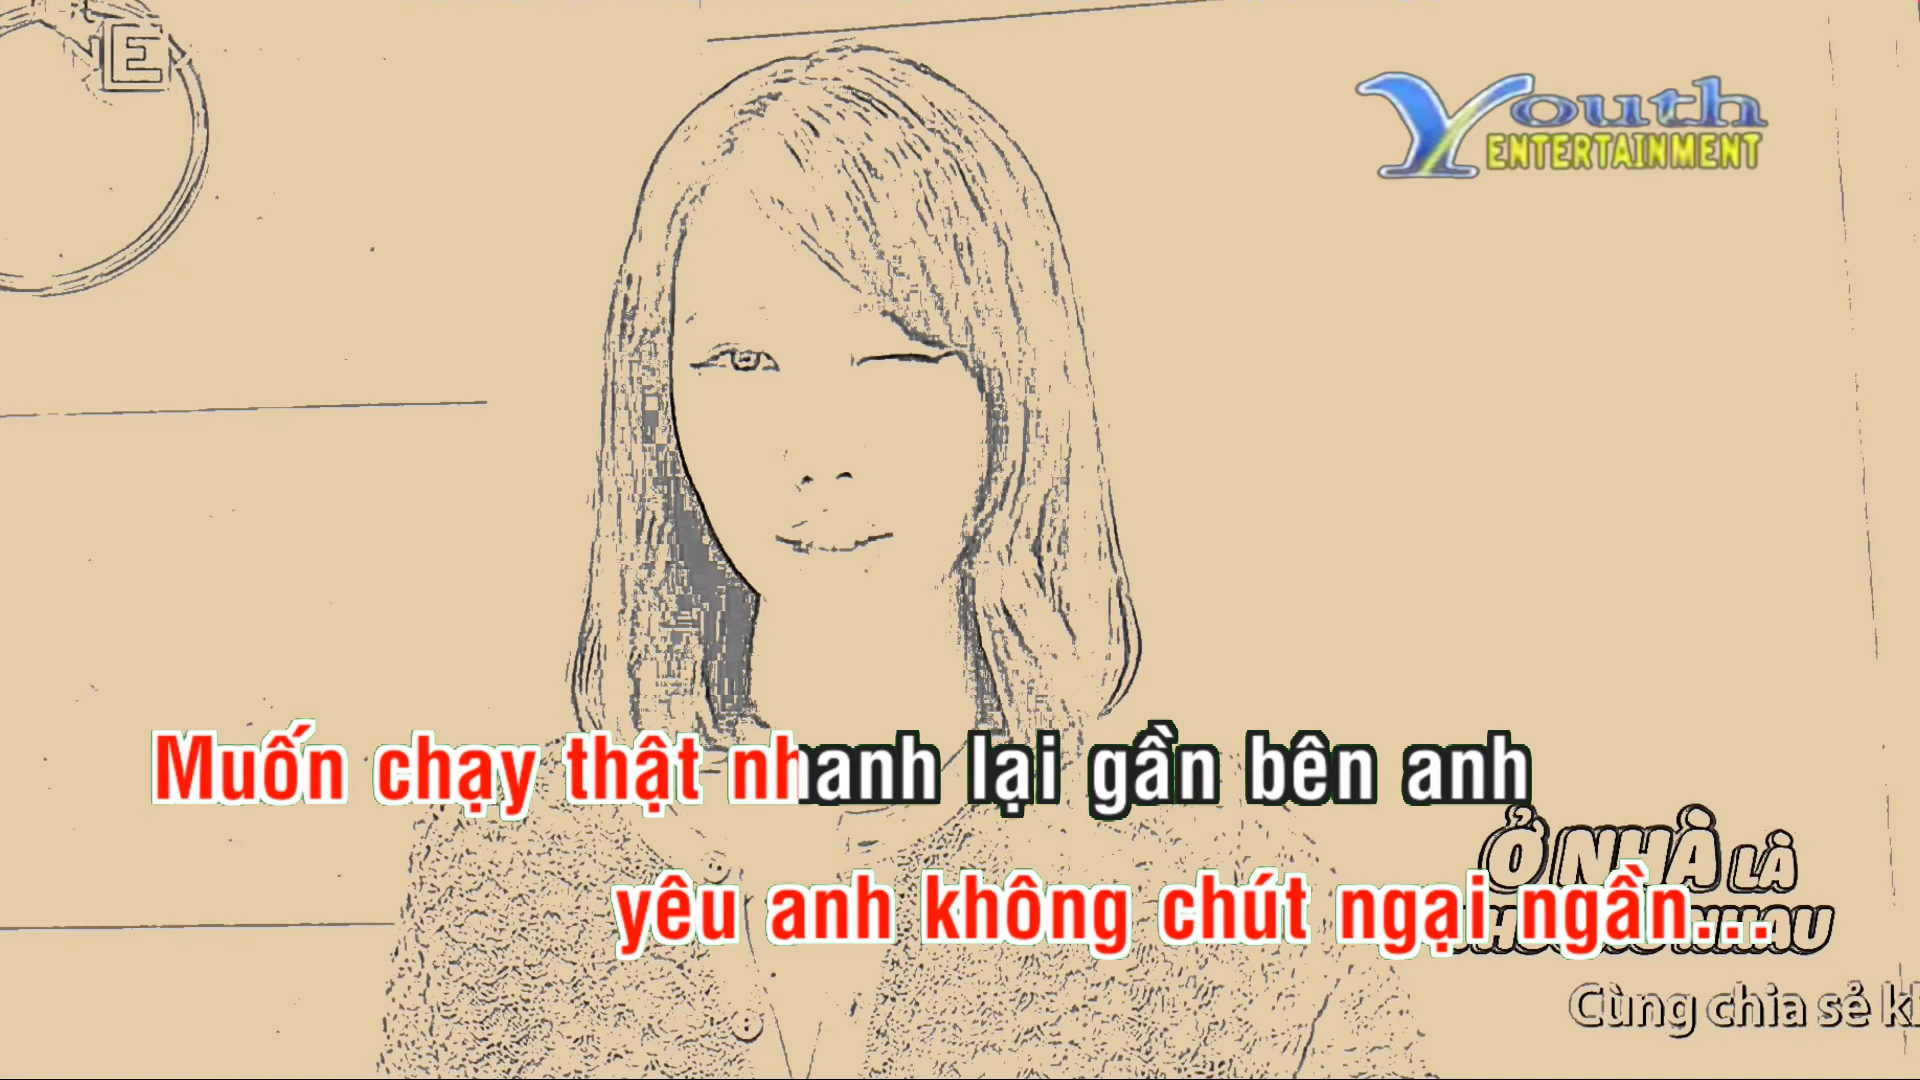 E
Youth
ENTERTAINMENT
Muốn chạy thật nhanh lại gần bên anh
Ở NHÀ LÀ
yêu anh không chút ngại ngần...
NHAU
Cùng chia sẻ